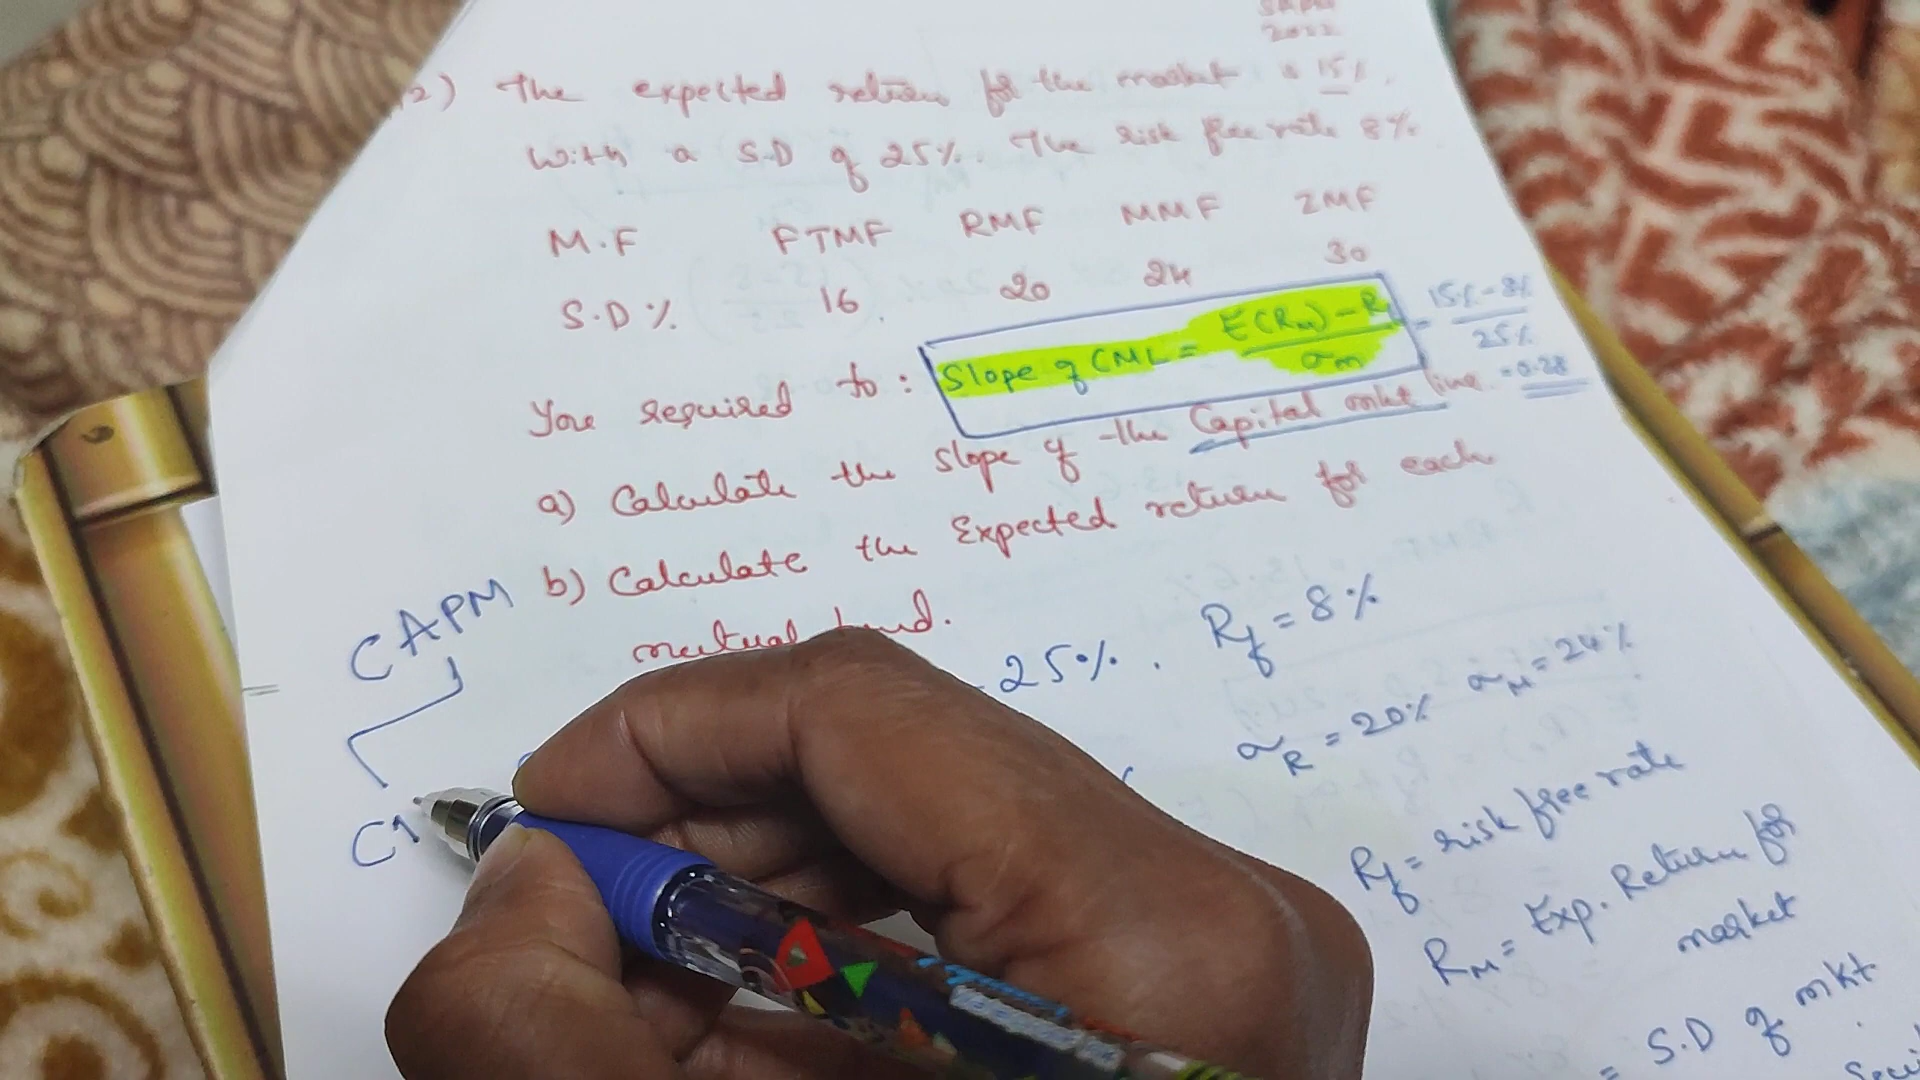 2022
2) The expected return for the market is 15%.
with a S.D of 25%. The risk free rate 8%
M.F FTMF RMF MMF ZMF
S.D % 16 20 24 30
Slope of CML = E(Rm) - Rf / σm = 15% - 8% / 25%
= 0.28
You required to :
a) Calculate the slope of the Capital mkt line
b) Calculate the Expected return for each
mutual fund.
CAPM
25%. Rf = 8%
σR = 20% σM = 24%
Rf = risk free rate
RM = Exp. Return for
market
= S.D of mkt